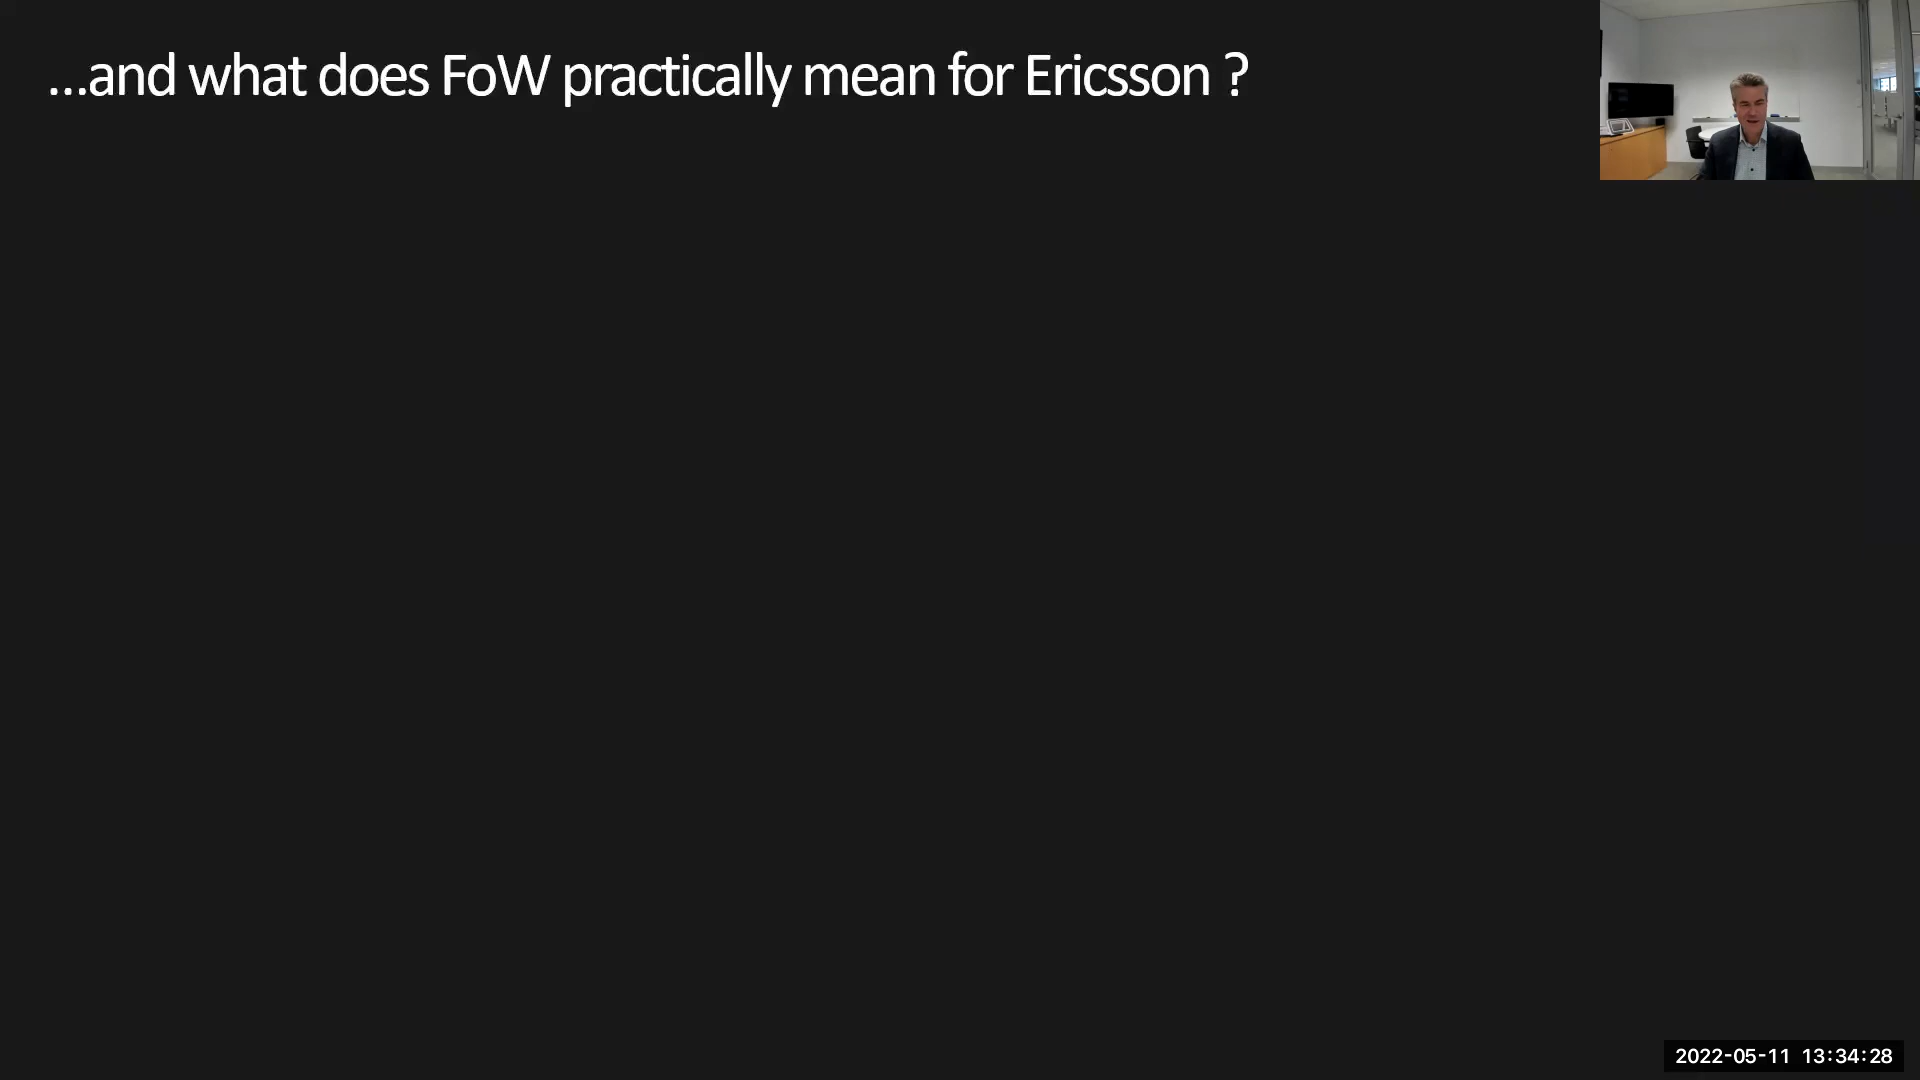 ...and what does FoW practically mean for Ericsson ?
2022-05-11 13:34:28